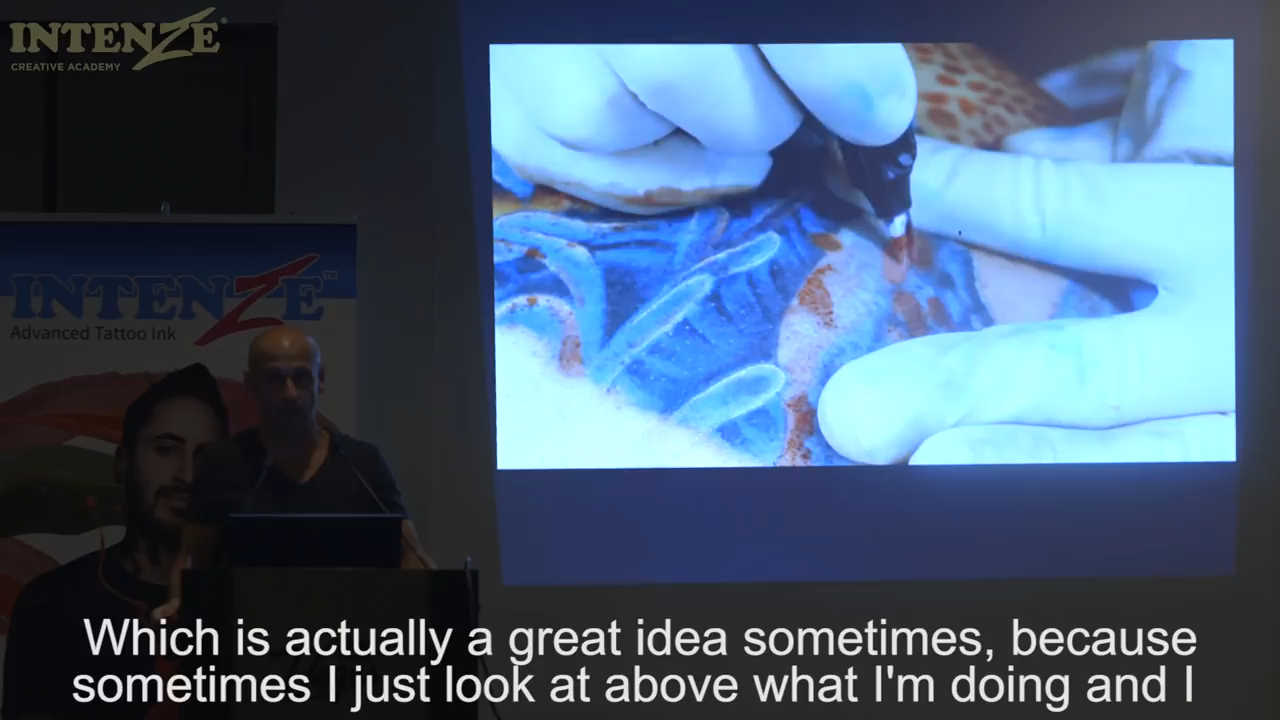 INTENZE
CREATIVE ACADEMY
INTENZE
Advanced Tattoo Ink
Which is actually a great idea sometimes, because
sometimes I just look at above what I'm doing and I